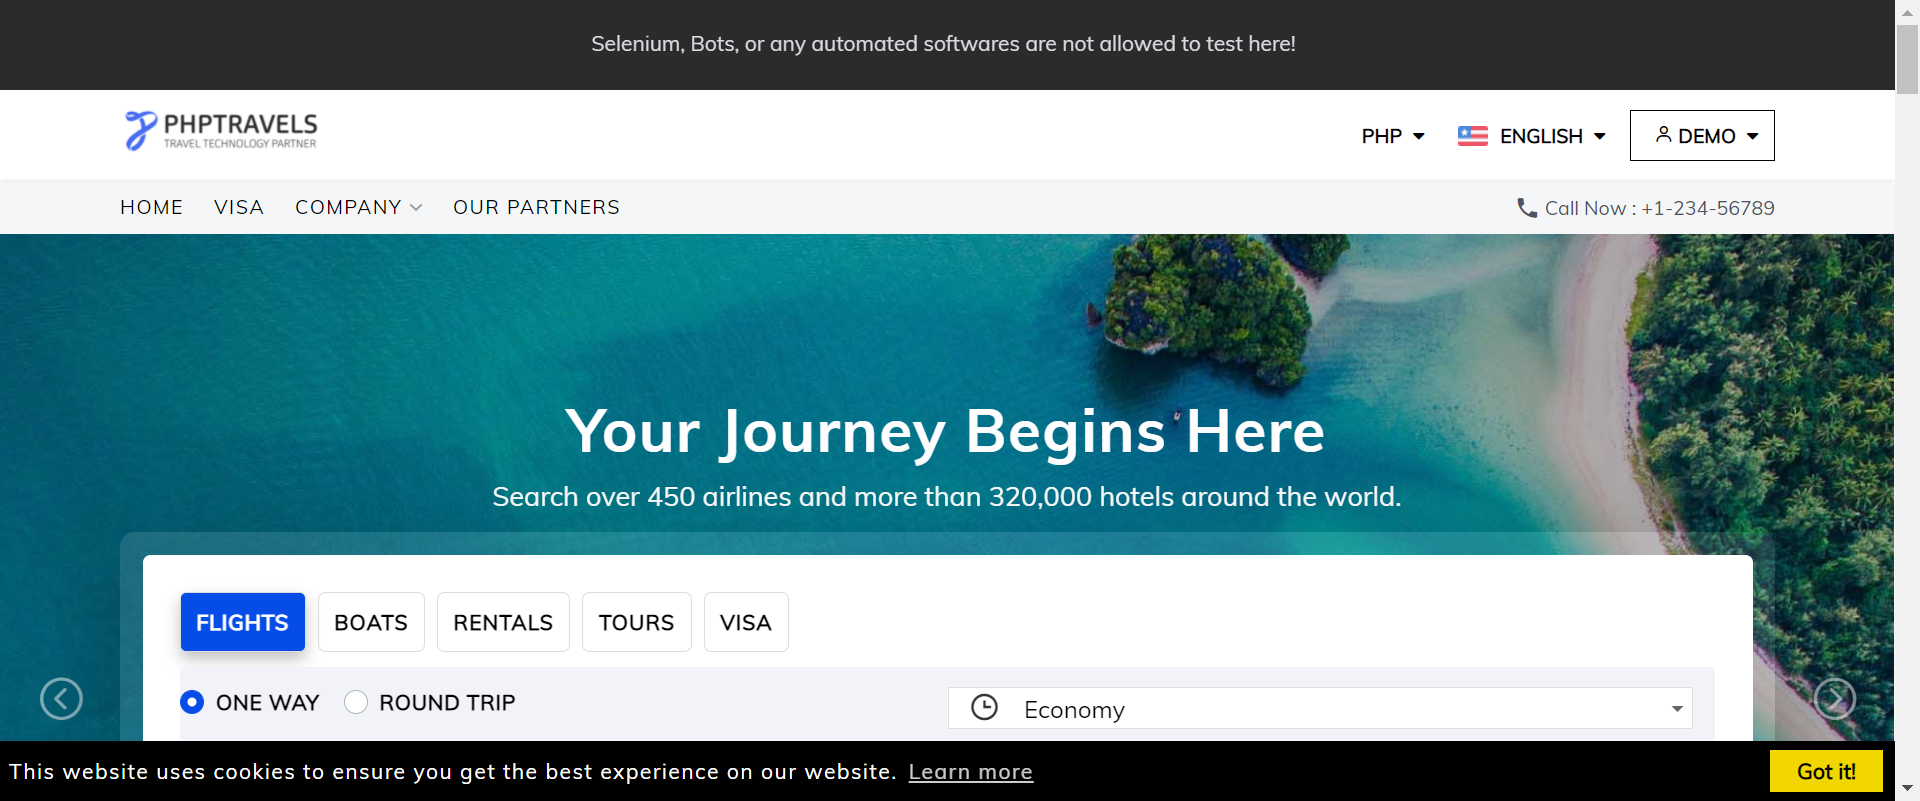 Selenium, Bots, or any automated softwares are not allowed to test here!
PHPTRAVELS
TRAVEL TECHNOLOGY PARTNER
PHP
ENGLISH
DEMO
HOME
VISA
COMPANY
OUR PARTNERS
Call Now : +1-234-56789
Your Journey Begins Here
Search over 450 airlines and more than 320,000 hotels around the world.
FLIGHTS
BOATS
RENTALS
TOURS
VISA
ONE WAY
ROUND TRIP
Economy
This website uses cookies to ensure you get the best experience on our website. Learn more
Got it!